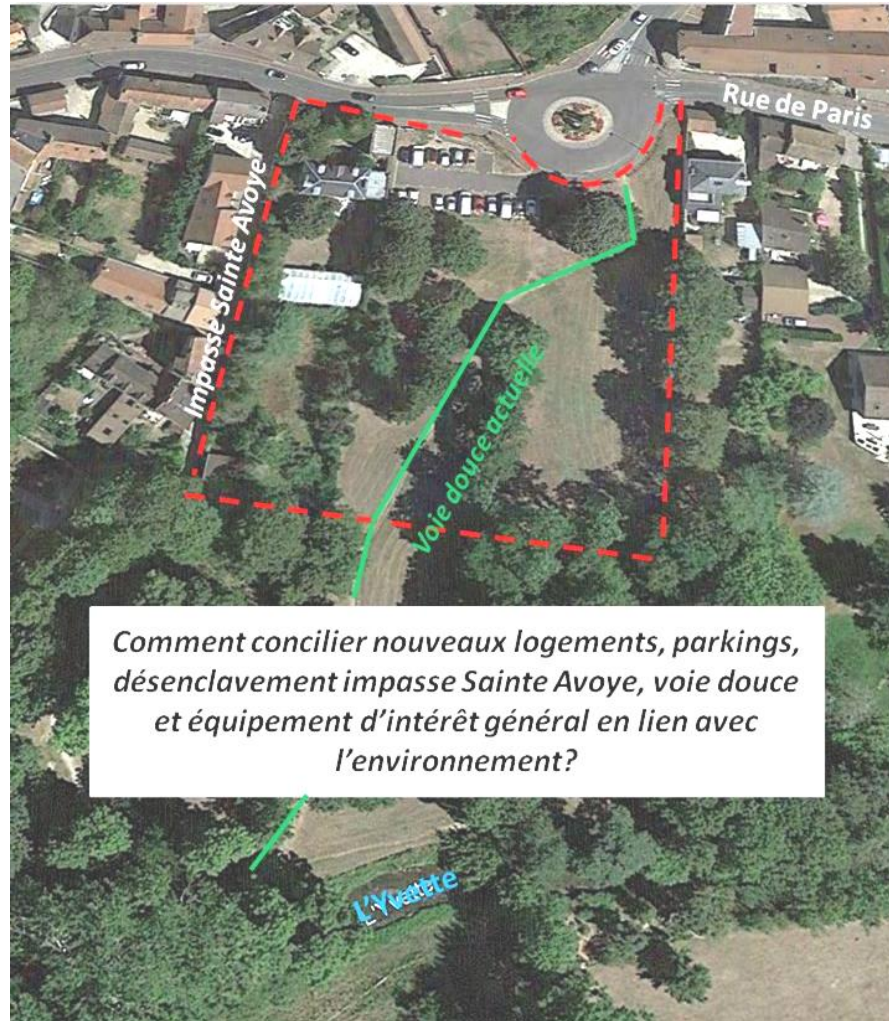 Rue de Paris
Impasse Sainte Avoye
Voie douce actuelle
Comment concilier nouveaux logements, parkings,
désenclavement impasse Sainte Avoye, voie douce
et équipement d'intérêt général en lien avec
l'environnement?
L'Yvette